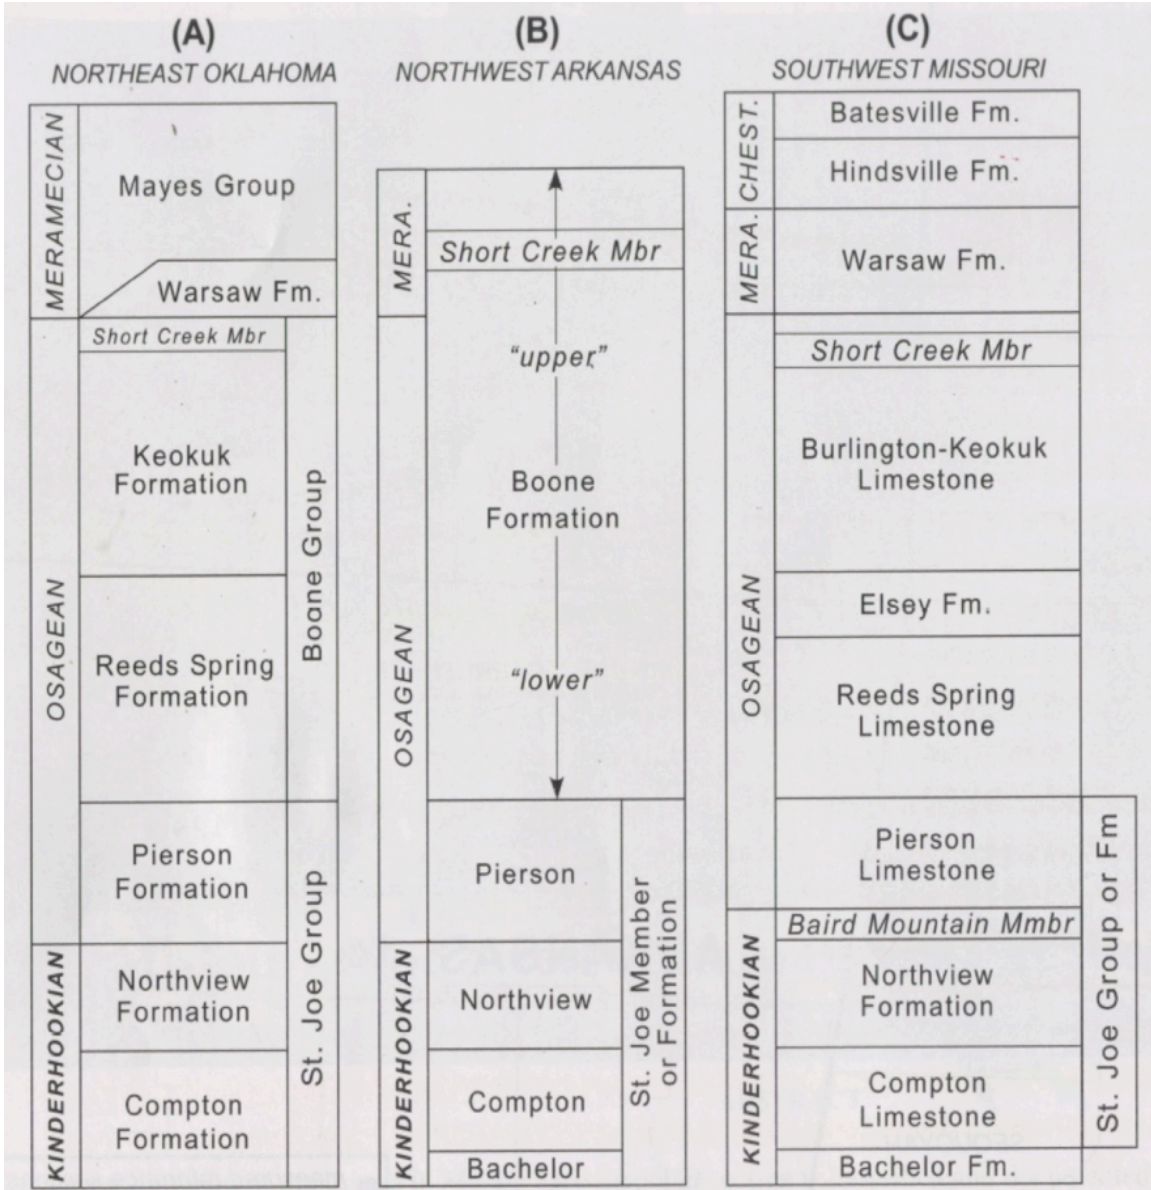 (A)
NORTHEAST OKLAHOMA
MERAMECIAN
Mayes Group
Warsaw Fm.
OSAGEAN
Short Creek Mbr
Keokuk
Formation
Boone Group
Reeds Spring
Formation
Pierson
Formation
St. Joe Group
KINDERHOOKIAN
Northview
Formation
Compton
Formation
(B)
NORTHWEST ARKANSAS
MERA.
Short Creek Mbr
"upper,"
Boone
Formation
OSAGEAN
"lower"
Pierson
St. Joe Member
or Formation
KINDERHOOKIAN
Northview
Compton
Bachelor
(C)
SOUTHWEST MISSOURI
CHEST.
Batesville Fm.
Hindsville Fm.
MERA.
Warsaw Fm.
OSAGEAN
Short Creek Mbr
Burlington-Keokuk
Limestone
Elsey Fm.
Reeds Spring
Limestone
Pierson
Limestone
St. Joe Group or Fm
KINDERHOOKIAN
Baird Mountain Mmbr
Northview
Formation
Compton
Limestone
Bachelor Fm.